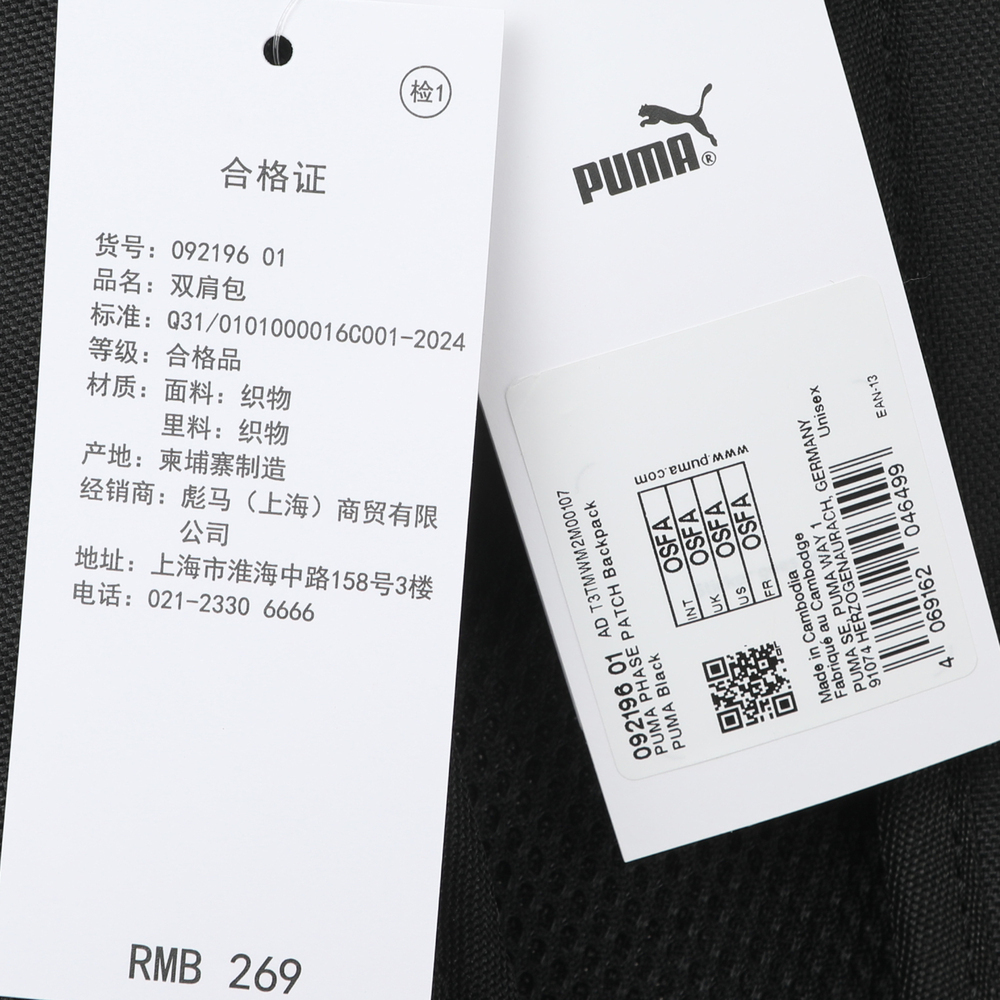 检1
合格证
货号：092196 01
品名：双肩包
标准：Q31/0101000016C001-2024
等级：合格品
材质：面料：织物
里料：织物
产地：柬埔寨制造
经销商：彪马（上海）商贸有限
公司
地址：上海市淮海中路158号3楼
电话：021-2330 6666
RMB 269
PUMA®
092196 01 AD T3TMWM2M00107
PUMA PHASE PATCH Backpack
PUMA Black
www.puma.com
INT OSFA
UK OSFA
US OSFA
FR OSFA
Made in Cambodia
Fabriqué au Cambodge
PUMA SE, PUMA WAY 1
91074 HERZOGENAURACH, GERMANY
Unisex
EAN-13
4 069162 046499